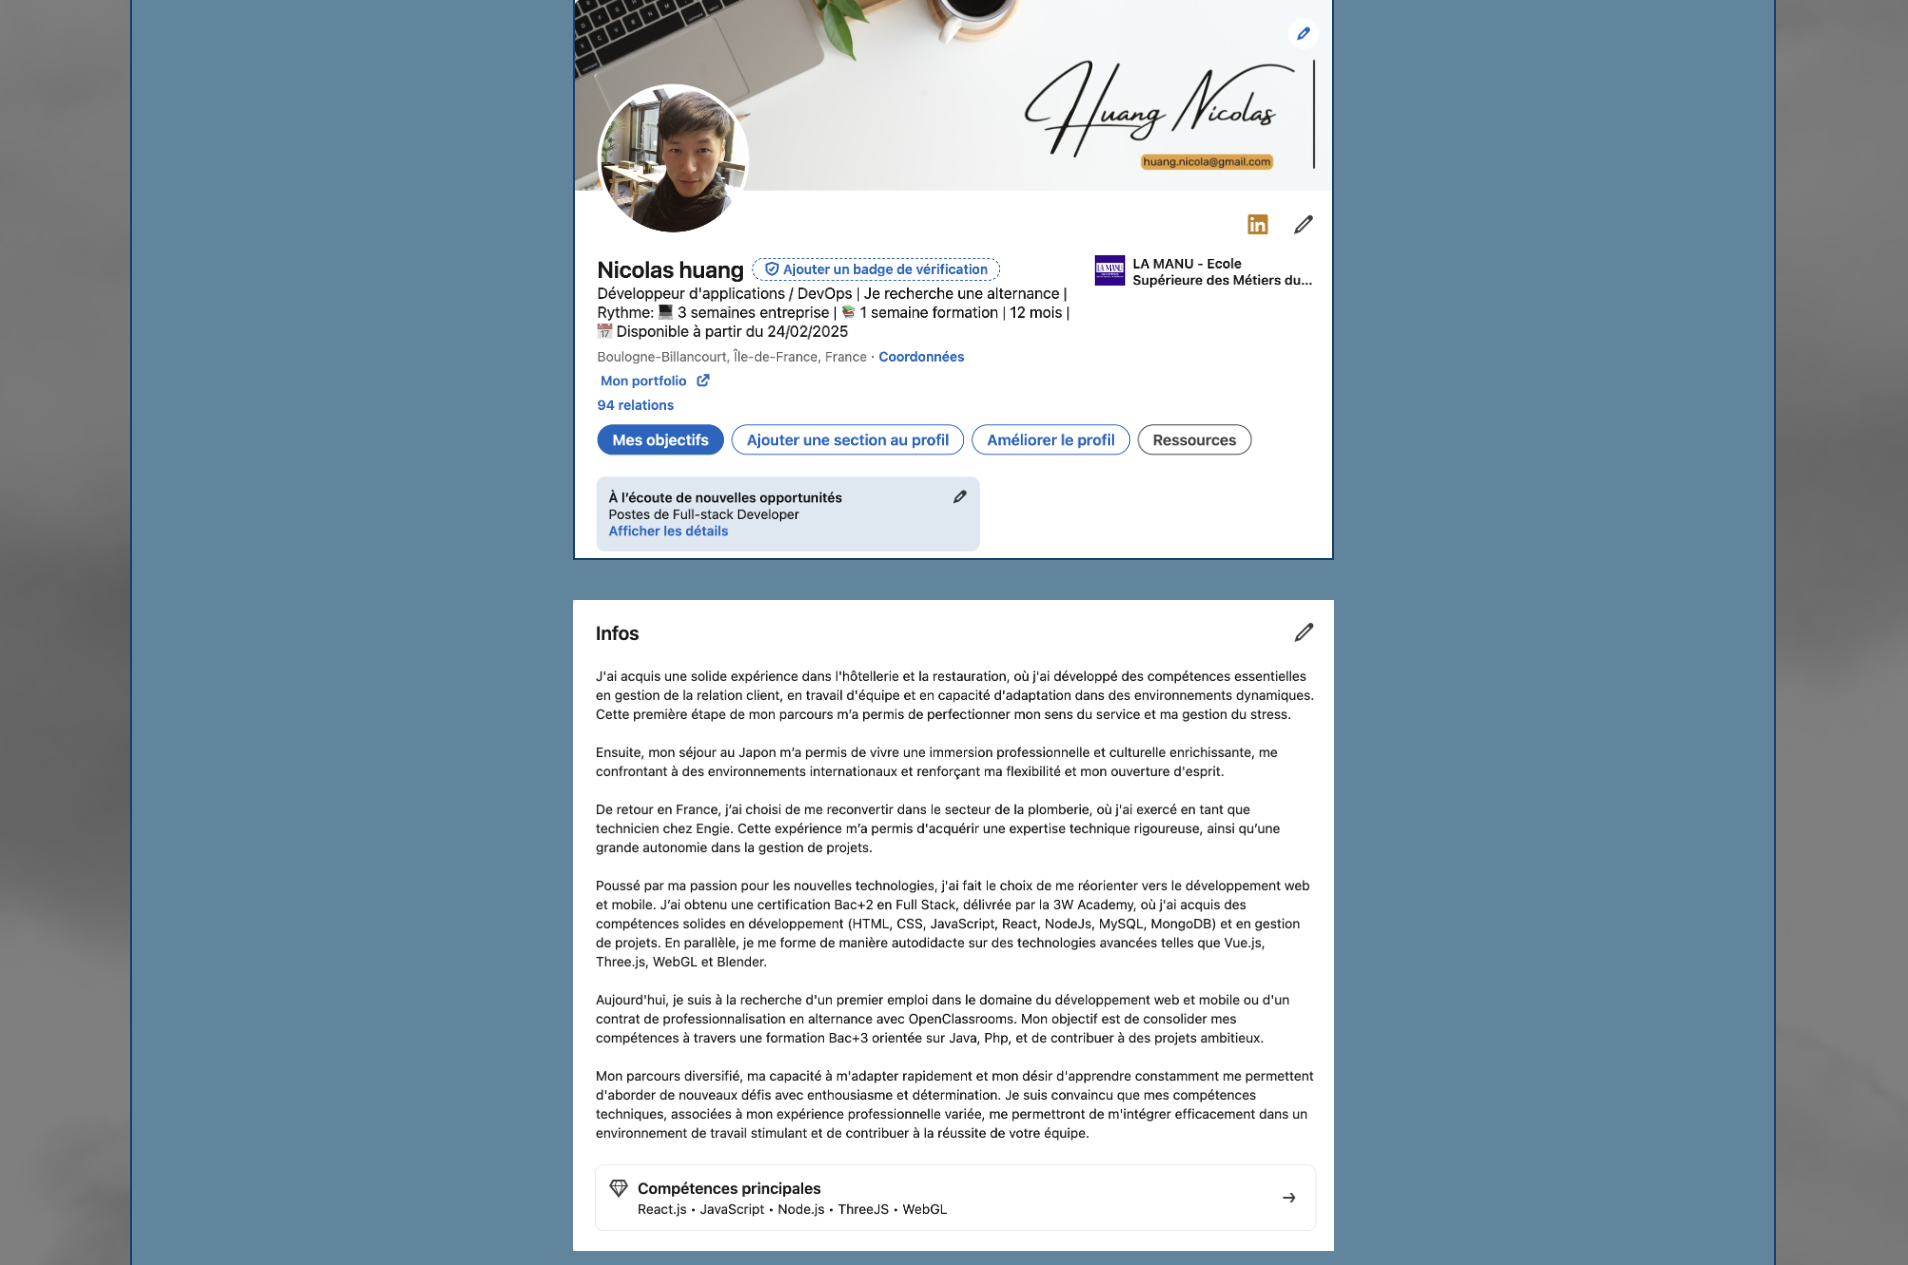 Huang Nicolas
huang.nicola@gmail.com
in
Nicolas huang
Ajouter un badge de vérification
LA MANU - Ecole
Supérieure des Métiers du...
LA MANU
Développeur d'applications / DevOps | Je recherche une alternance |
Rythme: 💻 3 semaines entreprise | 📚 1 semaine formation | 12 mois |
📅 Disponible à partir du 24/02/2025
Boulogne-Billancourt, Île-de-France, France · Coordonnées
Mon portfolio
94 relations
Mes objectifs
Ajouter une section au profil
Améliorer le profil
Ressources
À l'écoute de nouvelles opportunités
Postes de Full-stack Developer
Afficher les détails
Infos
J'ai acquis une solide expérience dans l'hôtellerie et la restauration, où j'ai développé des compétences essentielles
en gestion de la relation client, en travail d'équipe et en capacité d'adaptation dans des environnements dynamiques.
Cette première étape de mon parcours m'a permis de perfectionner mon sens du service et ma gestion du stress.
Ensuite, mon séjour au Japon m'a permis de vivre une immersion professionnelle et culturelle enrichissante, me
confrontant à des environnements internationaux et renforçant ma flexibilité et mon ouverture d'esprit.
De retour en France, j'ai choisi de me reconvertir dans le secteur de la plomberie, où j'ai exercé en tant que
technicien chez Engie. Cette expérience m'a permis d'acquérir une expertise technique rigoureuse, ainsi qu'une
grande autonomie dans la gestion de projets.
Poussé par ma passion pour les nouvelles technologies, j'ai fait le choix de me réorienter vers le développement web
et mobile. J'ai obtenu une certification Bac+2 en Full Stack, délivrée par la 3W Academy, où j'ai acquis des
compétences solides en développement (HTML, CSS, JavaScript, React, NodeJs, MySQL, MongoDB) et en gestion
de projets. En parallèle, je me forme de manière autodidacte sur des technologies avancées telles que Vue.js,
Three.js, WebGL et Blender.
Aujourd'hui, je suis à la recherche d'un premier emploi dans le domaine du développement web et mobile ou d'un
contrat de professionnalisation en alternance avec OpenClassrooms. Mon objectif est de consolider mes
compétences à travers une formation Bac+3 orientée sur Java, Php, et de contribuer à des projets ambitieux.
Mon parcours diversifié, ma capacité à m'adapter rapidement et mon désir d'apprendre constamment me permettent
d'aborder de nouveaux défis avec enthousiasme et détermination. Je suis convaincu que mes compétences
techniques, associées à mon expérience professionnelle variée, me permettront de m'intégrer efficacement dans un
environnement de travail stimulant et de contribuer à la réussite de votre équipe.
Compétences principales
React.js • JavaScript • Node.js • ThreeJS • WebGL